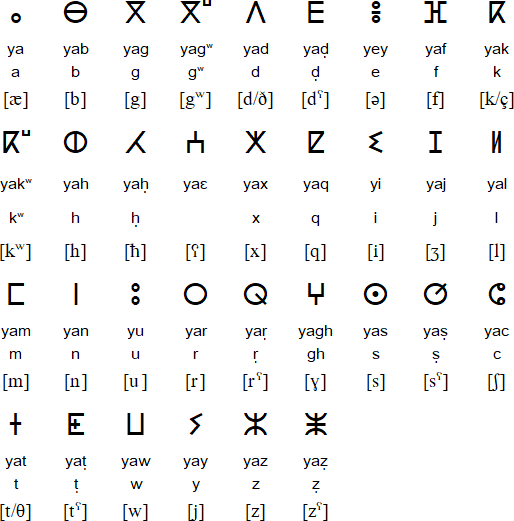 ⴰ ⴱ ⴳ ⴳⵯ ⴷ ⴹ ⴻ ⴼ ⴽ
ya yab yag yagʷ yad yaḍ yey yaf yak
a b g gʷ d ḍ e f k
[æ] [b] [g] [gʷ] [d/ð] [dˤ] [ə] [f] [k/ç]
ⴽⵯ ⵀ ⵃ ⵄ ⵅ ⵇ ⵉ ⵊ ⵍ
yakʷ yah yaḥ yaɛ yax yaq yi yaj yal
kʷ h ḥ x q i j l
[kʷ] [h] [ħ] [ʕ] [x] [q] [i] [ʒ] [l]
ⵎ ⵏ ⵓ ⵔ ⵕ ⵖ ⵙ ⵚ ⵛ
yam yan yu yar yaṛ yagh yas yaṣ yac
m n u r ṛ gh s ṣ c
[m] [n] [u] [r] [rˤ] [ɣ] [s] [sˤ] [ʃ]
ⵜ ⵟ ⵡ ⵢ ⵣ ⵥ
yat yaṭ yaw yay yaz yaẓ
t ṭ w y z ẓ
[t/θ] [tˤ] [w] [j] [z] [zˤ]